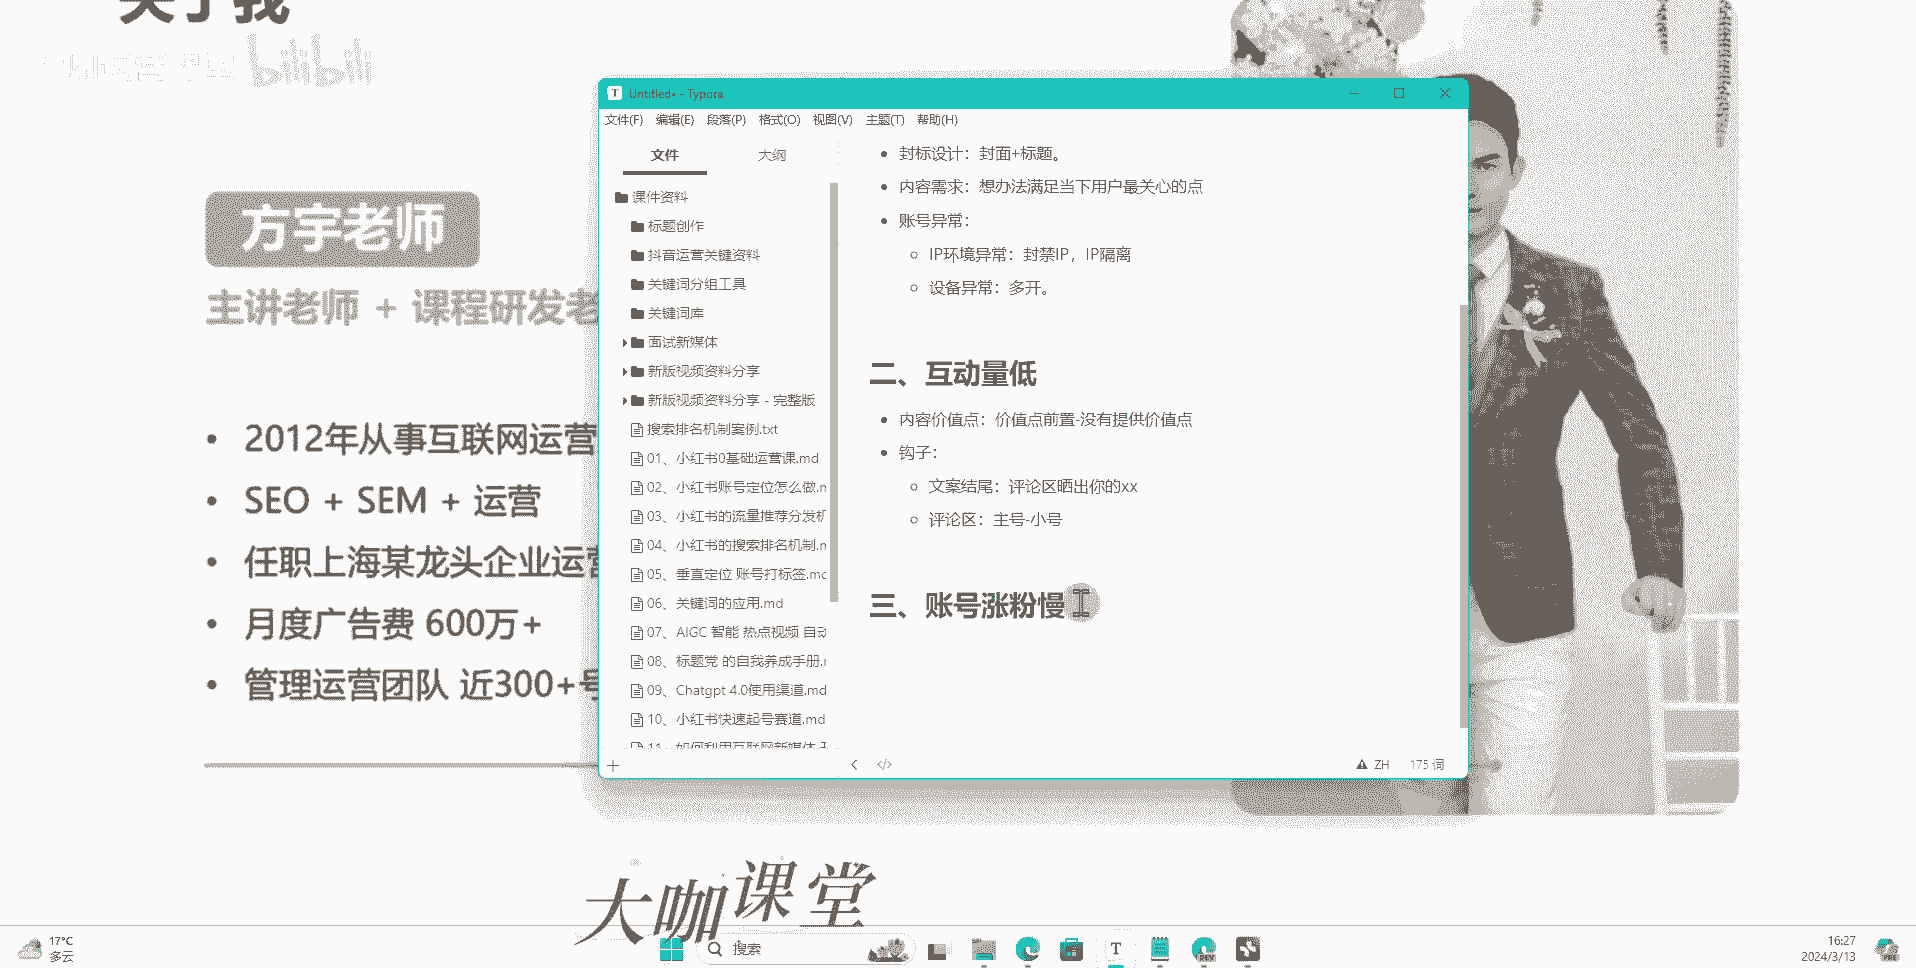 关于我
bilibili
方宇老师
主讲老师 + 课程研发老
2012年从事互联网运营
SEO + SEM + 运营
任职上海某龙头企业运营
月度广告费 600万+
管理运营团队 近300+号
Untitled• - Typora
文件(F) 编辑(E) 段落(P) 格式(O) 视图(V) 主题(T) 帮助(H)
文件 大纲
课件资料
标题创作
抖音运营关键资料
关键词分组工具
关键词库
面试新媒体
新版视频资料分享
新版视频资料分享 - 完整版
搜索排名机制案例.txt
01、小红书0基础运营课.md
02、小红书账号定位怎么做.m
03、小红书的流量推荐分发机
04、小红书的搜索排名机制.m
05、垂直定位 账号打标签.mc
06、关键词的应用.md
07、AIGC 智能 热点视频 自动
08、标题党 的自我养成手册.m
09、Chatgpt 4.0使用渠道.md
10、小红书快速起号赛道.md
11、如何利用互联网新媒体
封标设计：封面+标题。
内容需求：想办法满足当下用户最关心的点
账号异常：
IP环境异常：封禁IP，IP隔离
设备异常：多开。
二、互动量低
内容价值点：价值点前置-没有提供价值点
钩子：
文案结尾：评论区晒出你的xx
评论区：主号-小号
三、账号涨粉慢
ZH 175 词
大咖课堂
17°C
多云
搜索
16:27
2024/3/13